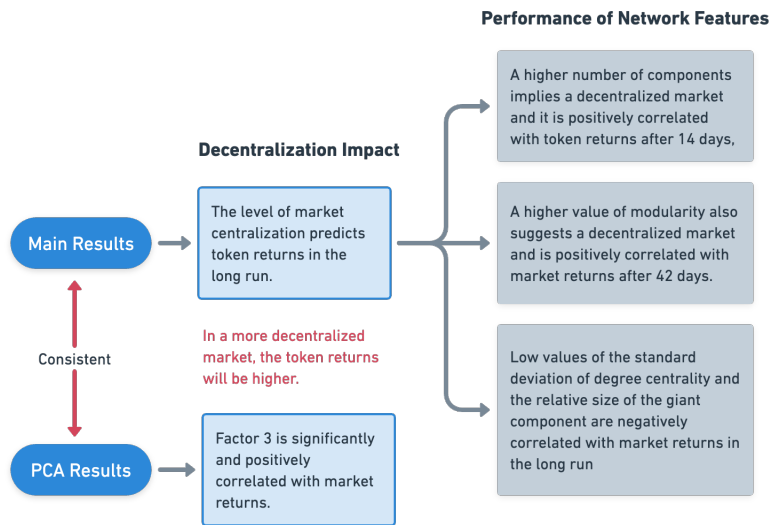 Performance of Network Features
A higher number of components
implies a decentralized market
and it is positively correlated
with token returns after 14 days,
Decentralization Impact
The level of market
centralization predicts
token returns in the
long run.
Main Results
A higher value of modularity also
suggests a decentralized market
and is positively correlated with
market returns after 42 days.
In a more decentralized
market, the token returns
will be higher.
Consistent
Low values of the standard
deviation of degree centrality and
the relative size of the giant
component are negatively
correlated with market returns in
the long run
PCA Results
Factor 3 is significantly
and positively
correlated with market
returns.